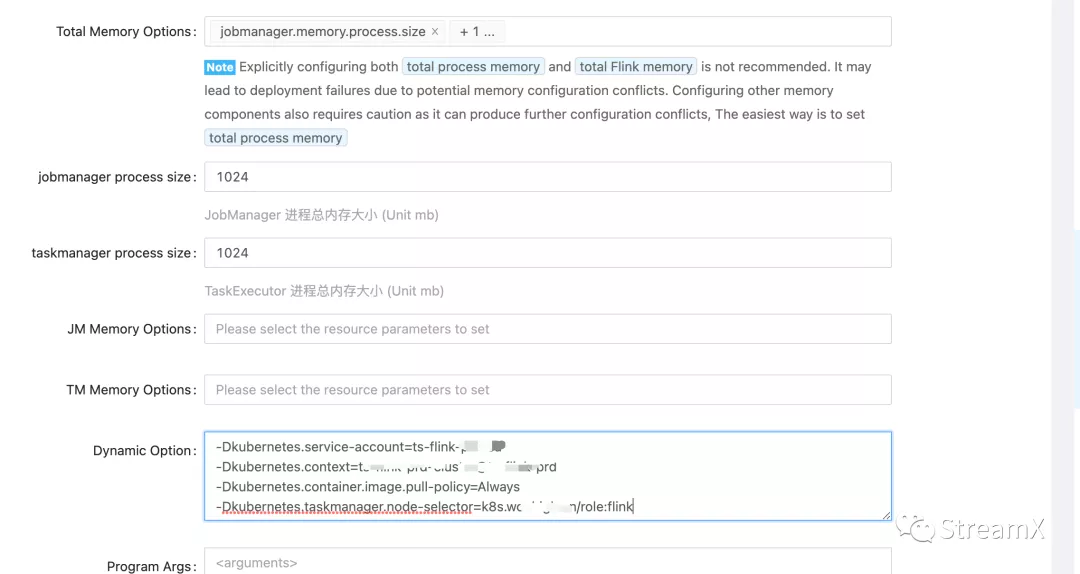 Total Memory Options:
jobmanager.memory.process.size × + 1 ...
Note Explicitly configuring both total process memory and total Flink memory is not recommended. It may
lead to deployment failures due to potential memory configuration conflicts. Configuring other memory
components also requires caution as it can produce further configuration conflicts, The easiest way is to set
total process memory
jobmanager process size:
1024
JobManager 进程总内存大小 (Unit mb)
taskmanager process size:
1024
TaskExecutor 进程总内存大小 (Unit mb)
JM Memory Options:
Please select the resource parameters to set
TM Memory Options:
Please select the resource parameters to set
Dynamic Option:
-Dkubernetes.service-account=ts-flink-
-Dkubernetes.context=
-Dkubernetes.container.image.pull-policy=Always
-Dkubernetes.taskmanager.node-selector=k8s. /role:flink
Program Args:
<arguments>
StreamX